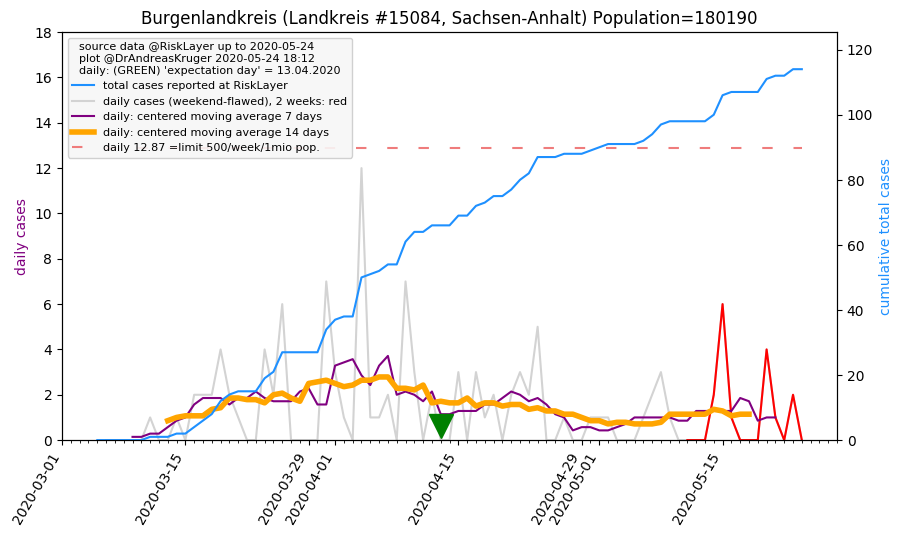 Burgenlandkreis (Landkreis #15084, Sachsen-Anhalt) Population=180190
source data @RiskLayer up to 2020-05-24
plot @DrAndreasKruger 2020-05-24 18:12
daily: (GREEN) 'expectation day' = 13.04.2020
total cases reported at RiskLayer
daily cases (weekend-flawed), 2 weeks: red
daily: centered moving average 7 days
daily: centered moving average 14 days
daily 12.87 =limit 500/week/1mio pop.
daily cases
18
16
14
12
10
8
6
4
2
0
120
100
80
60
40
20
0
cumulative total cases
2020-03-01
2020-03-15
2020-03-29
2020-04-01
2020-04-15
2020-04-29
2020-05-01
2020-05-15